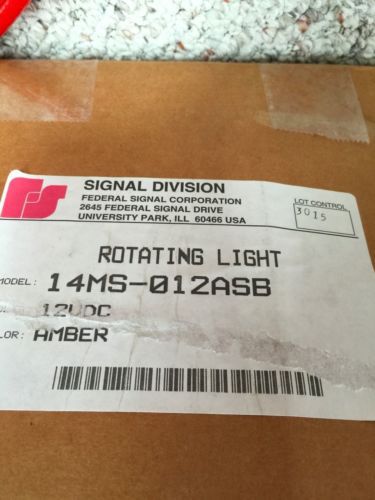 SIGNAL DIVISION
FEDERAL SIGNAL CORPORATION
2645 FEDERAL SIGNAL DRIVE
UNIVERSITY PARK, ILL 60466 USA
LOT CONTROL
3015
ROTATING LIGHT
MODEL: 14MS-012ASB
12VDC
LOR: AMBER